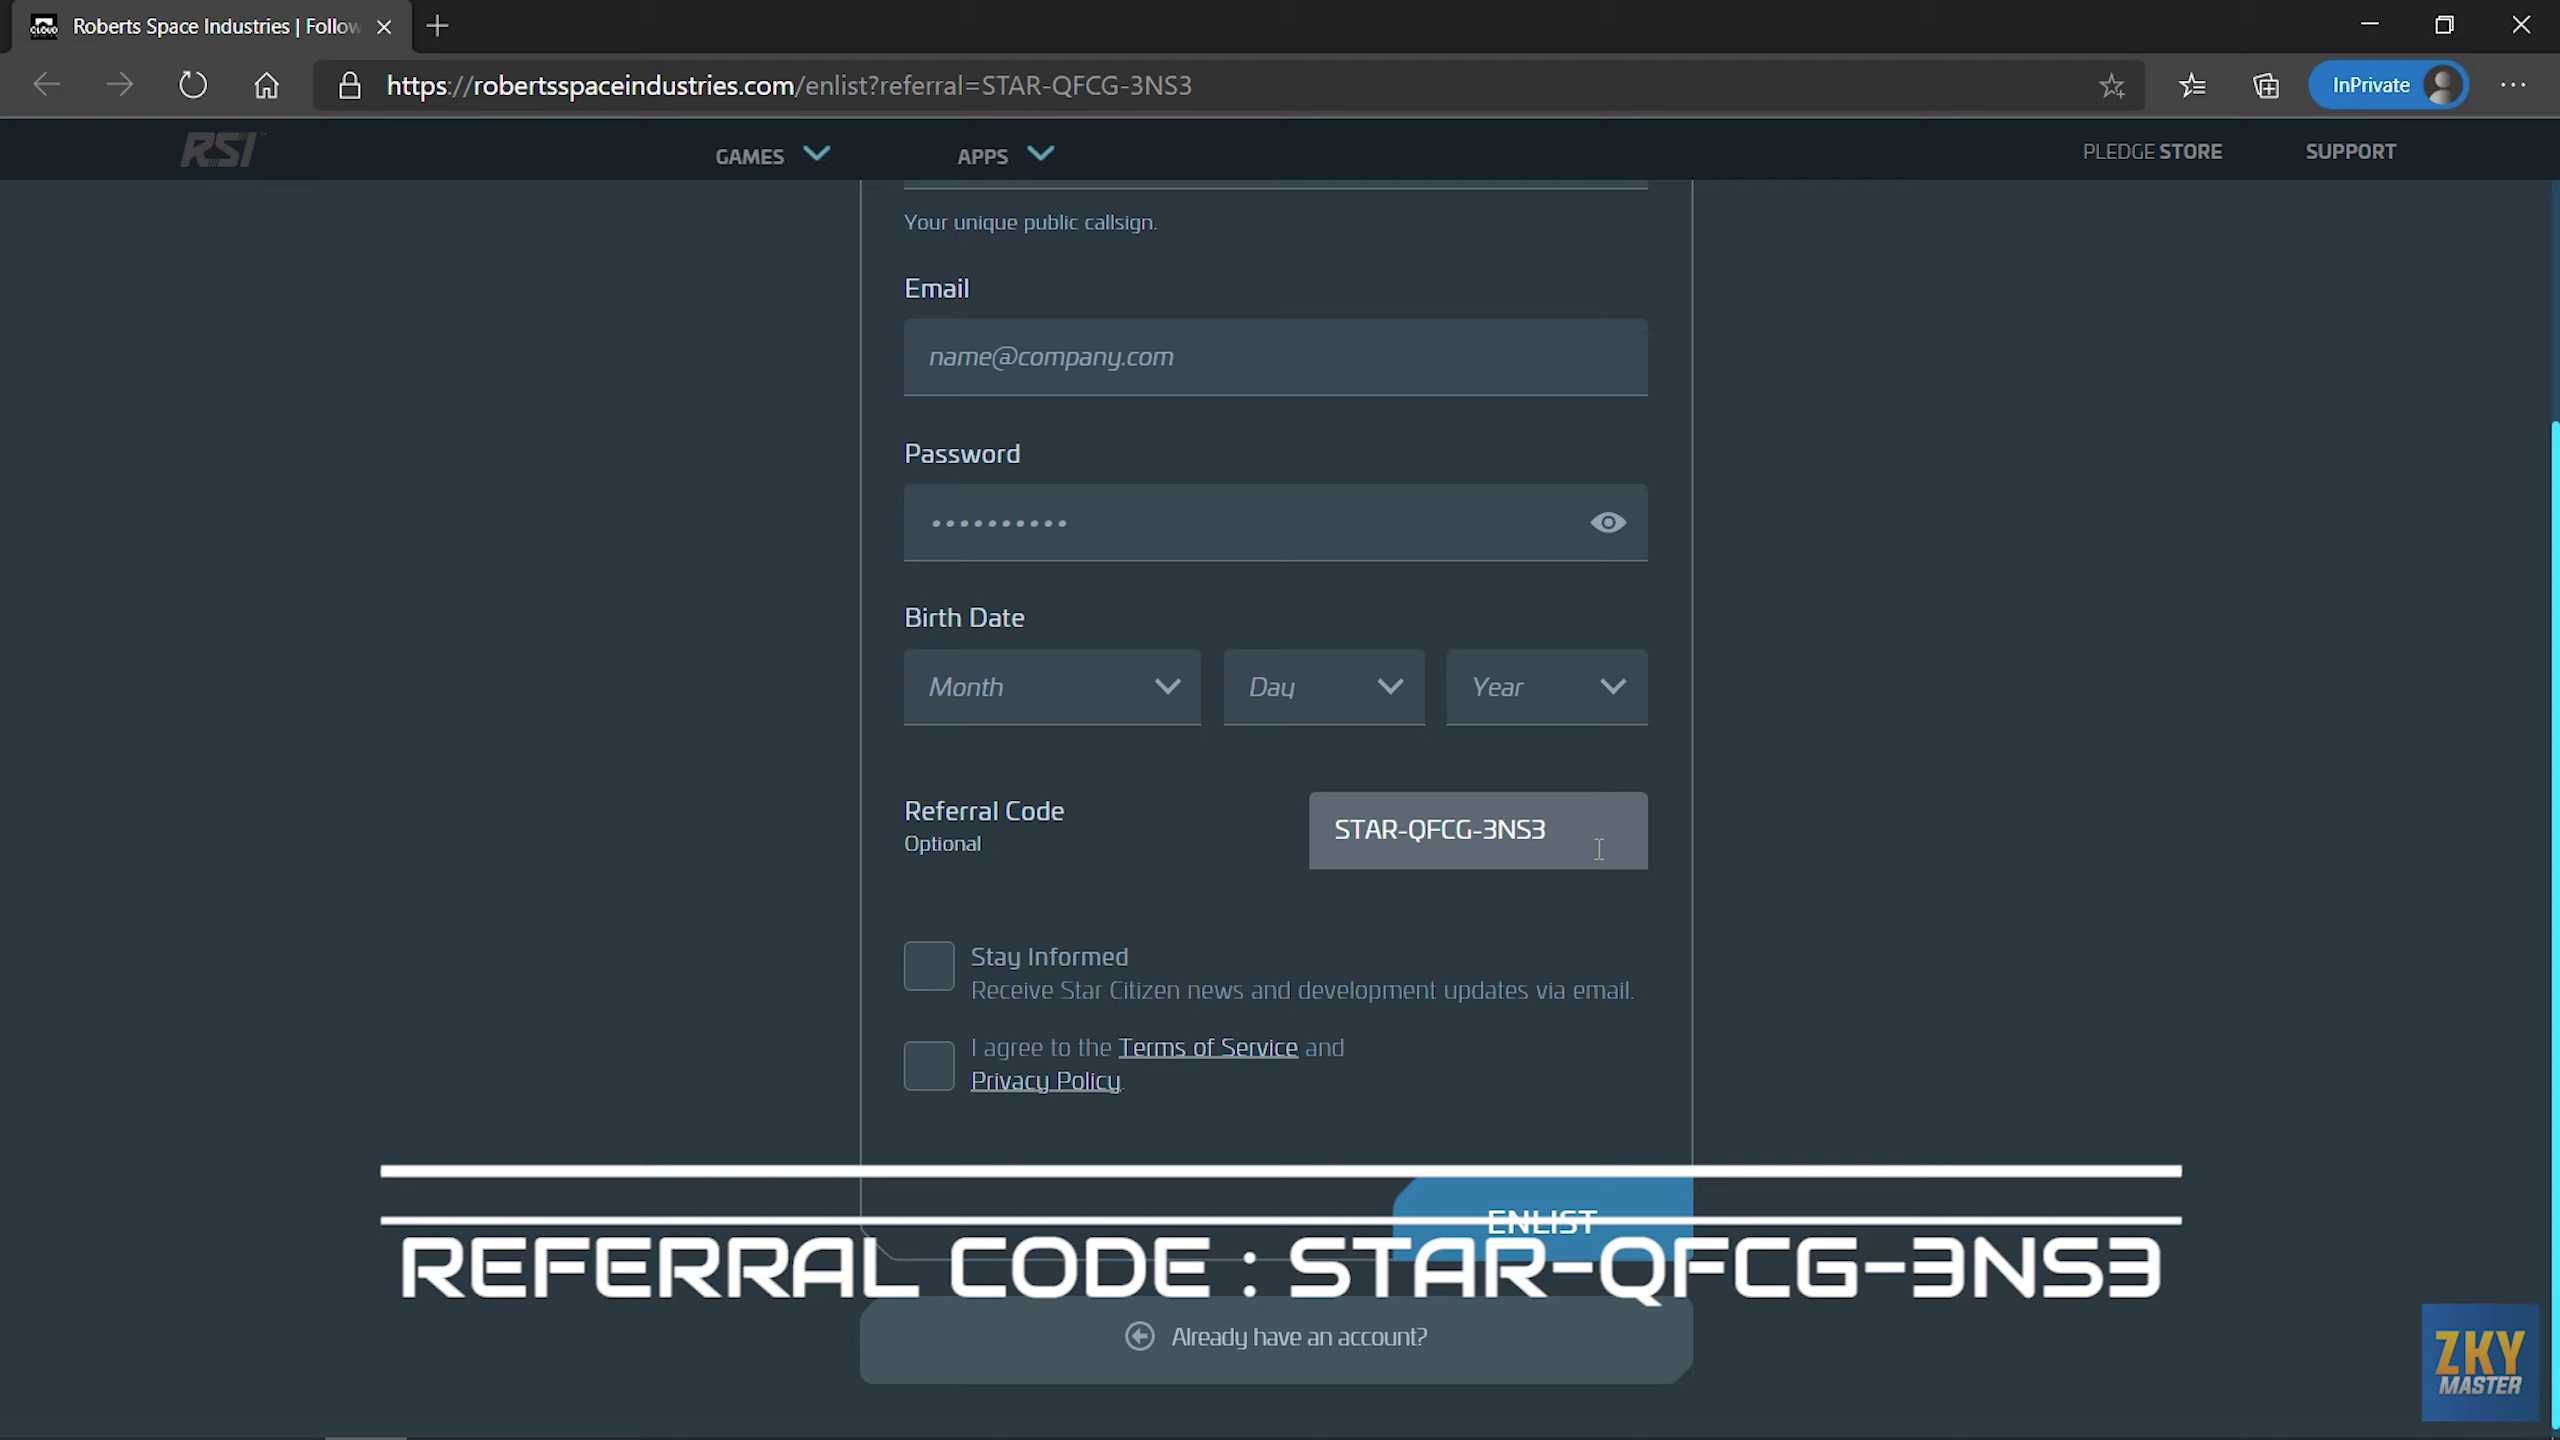 Roberts Space Industries | Follow
https://robertsspaceindustries.com/enlist?referral=STAR-QFCG-3NS3
InPrivate
RSI
GAMES
APPS
PLEDGE STORE
SUPPORT
Your unique public callsign.
Email
name@company.com
Password
Birth Date
Month
Day
Year
Referral Code
Optional
STAR-QFCG-3NS3
Stay Informed
Receive Star Citizen news and development updates via email.
I agree to the Terms of Service and
Privacy Policy.
ENLIST
REFERRAL CODE : STAR-QFCG-3NS3
Already have an account?
ZKY
MASTER